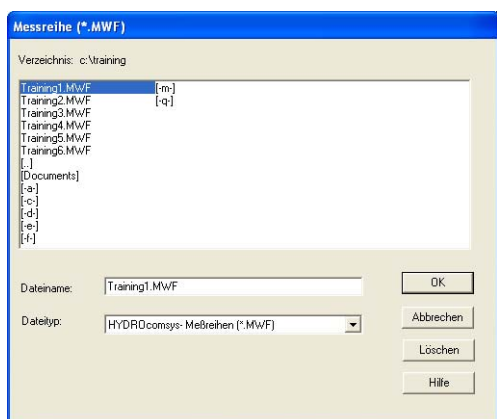 Messreihe (*.MWF)
Verzeichnis: c:\training
Training1.MWF [-m-]
Training2.MWF [-q-]
Training3.MWF
Training4.MWF
Training5.MWF
Training6.MWF
[..]
[Documents]
[-a-]
[-c-]
[-d-]
[-e-]
[-f-]
Dateiname: Training1.MWF OK
Dateityp: HYDROcomsys- Meßreihen (*.MWF) Abbrechen
Löschen
Hilfe